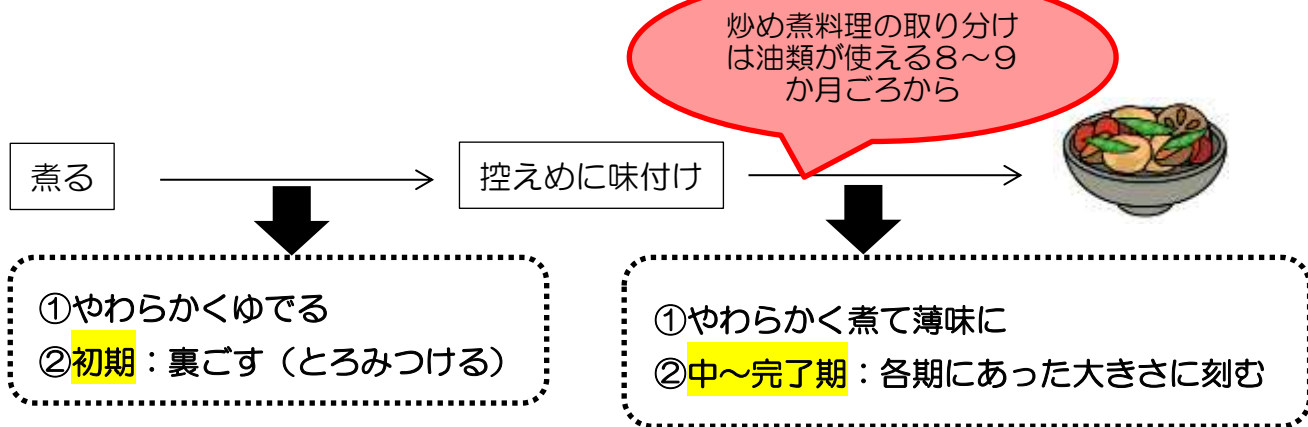 炒め煮料理の取り分け
は油類が使える８～９
か月ごろから
煮る
控えめに味付け
①やわらかくゆでる
②初期：裏ごす（とろみつける）
①やわらかく煮て薄味に
②中～完了期：各期にあった大きさに刻む